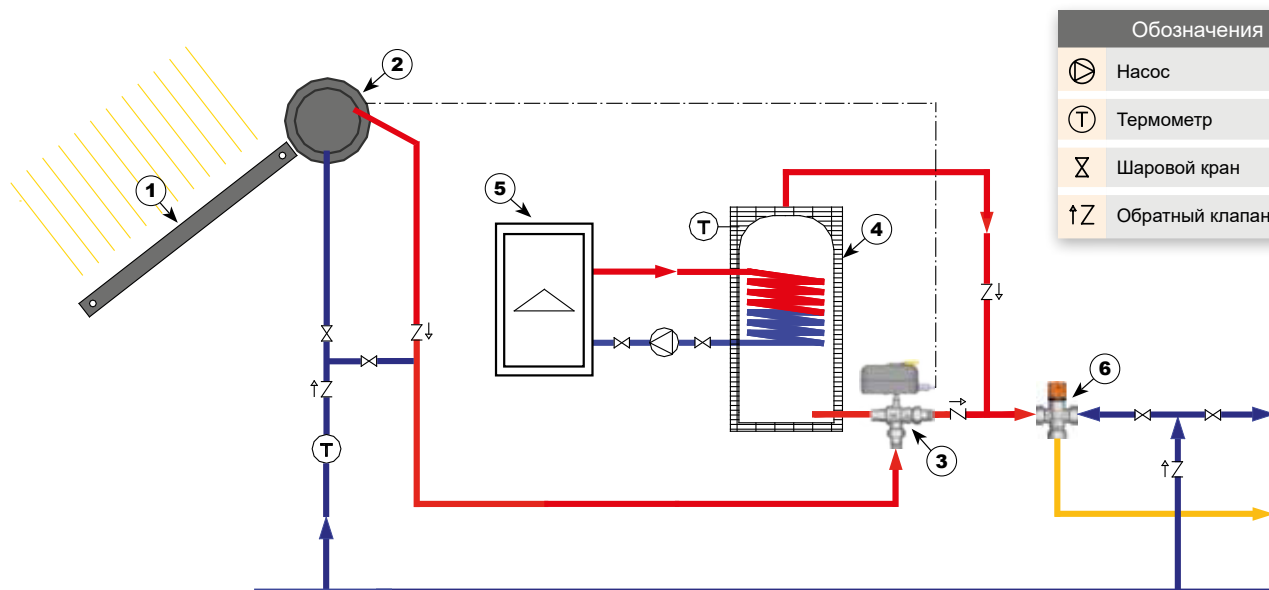 Обозначения
Насос
T
Термометр
Шаровой кран
Обратный клапан
2
1
5
T
4
6
3
T